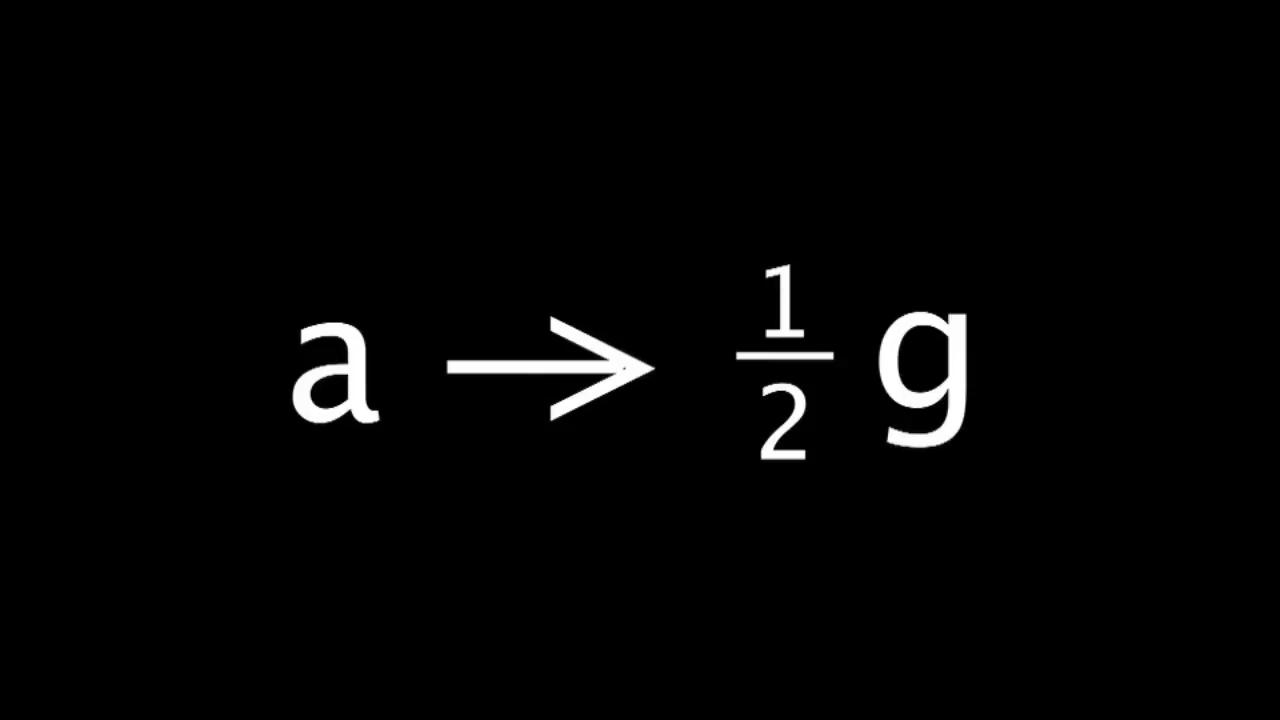 a → 1/2 g